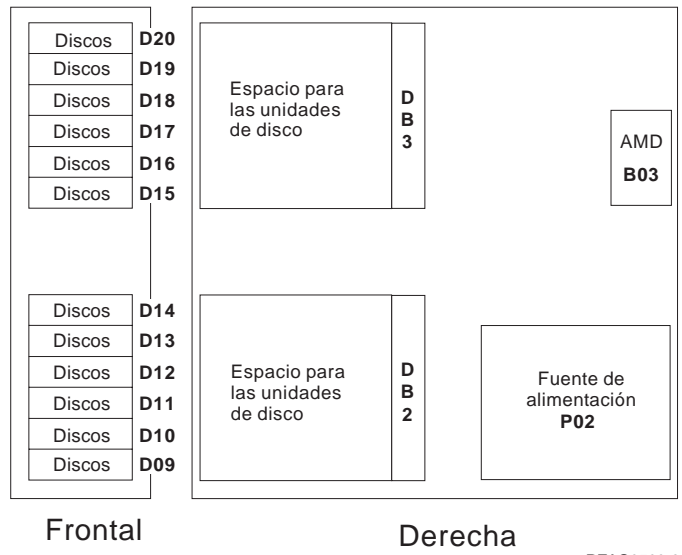 Discos D20
Discos D19
Discos D18
Discos D17
Discos D16
Discos D15
Espacio para
las unidades
de disco
D
B
3
AMD
B03
Discos D14
Discos D13
Discos D12
Discos D11
Discos D10
Discos D09
Espacio para
las unidades
de disco
D
B
2
Fuente de
alimentación
P02
Frontal
Derecha